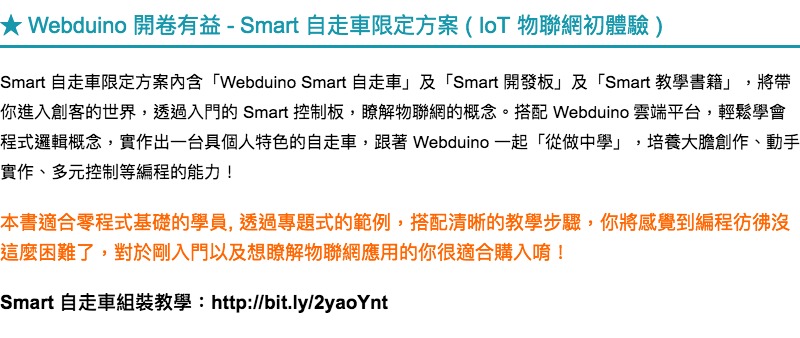 ★ Webduino 開卷有益 - Smart 自走車限定方案 ( IoT 物聯網初體驗 )
Smart 自走車限定方案內含「Webduino Smart 自走車」及「Smart 開發板」及「Smart 教學書籍」，將帶
你進入創客的世界，透過入門的 Smart 控制板，瞭解物聯網的概念。搭配 Webduino 雲端平台，輕鬆學會
程式邏輯概念，實作出一台具個人特色的自走車，跟著 Webduino 一起「從做中學」，培養大膽創作、動手
實作、多元控制等編程的能力！
本書適合零程式基礎的學員, 透過專題式的範例，搭配清晰的教學步驟，你將感覺到編程彷彿沒
這麼困難了，對於剛入門以及想瞭解物聯網應用的你很適合購入唷！
Smart 自走車組裝教學：http://bit.ly/2yaoYnt